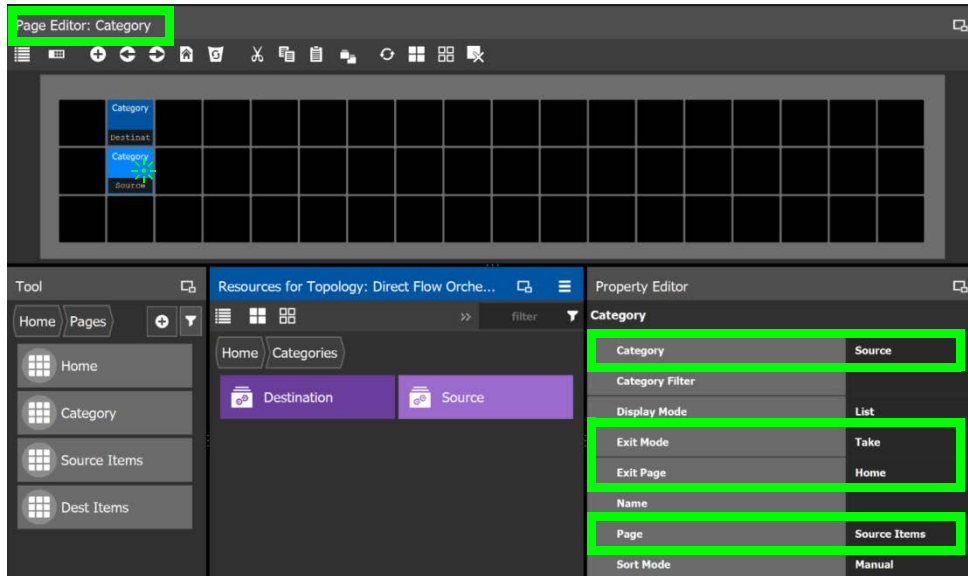 Page Editor: Category
Category
Destinat
Category
Source
Tool
Home Pages
Home
Category
Source Items
Dest Items
Resources for Topology: Direct Flow Orche...
>> filter
Home Categories
Destination Source
Property Editor
Category
Category Source
Category Filter
Display Mode List
Exit Mode Take
Exit Page Home
Name
Page Source Items
Sort Mode Manual